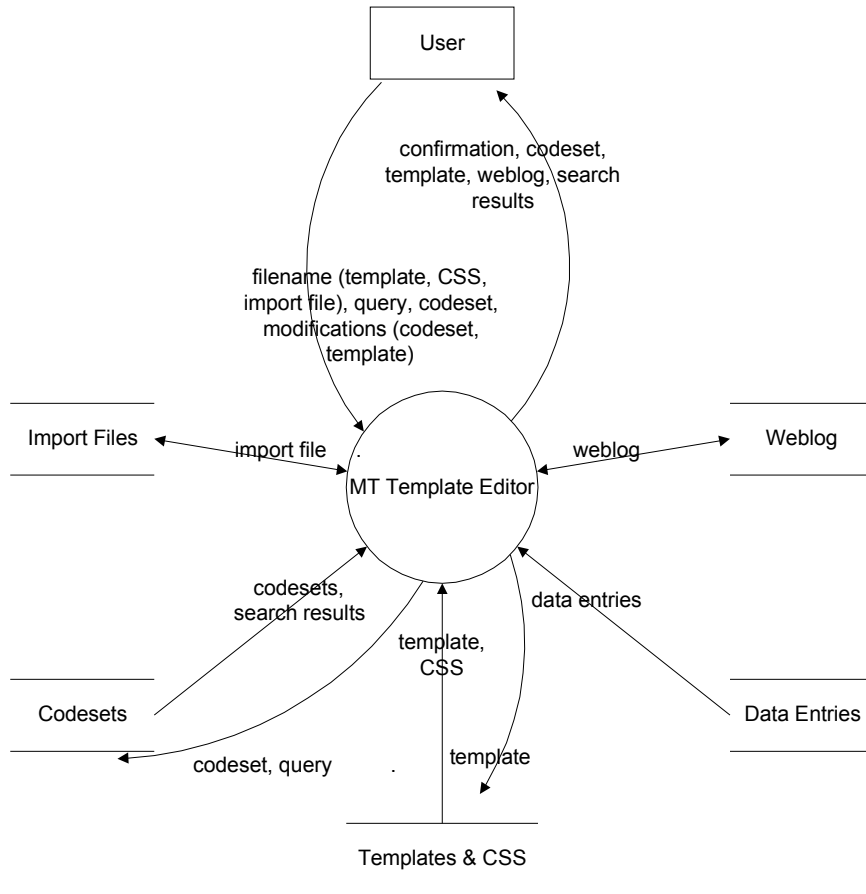 User
confirmation, codeset,
template, weblog, search
results
filename (template, CSS,
import file), query, codeset,
modifications (codeset,
template)
Import Files
import file .
MT Template Editor
weblog
Weblog
codesets,
search results
template,
CSS
data entries
Codesets
codeset, query .
template
Data Entries
Templates & CSS